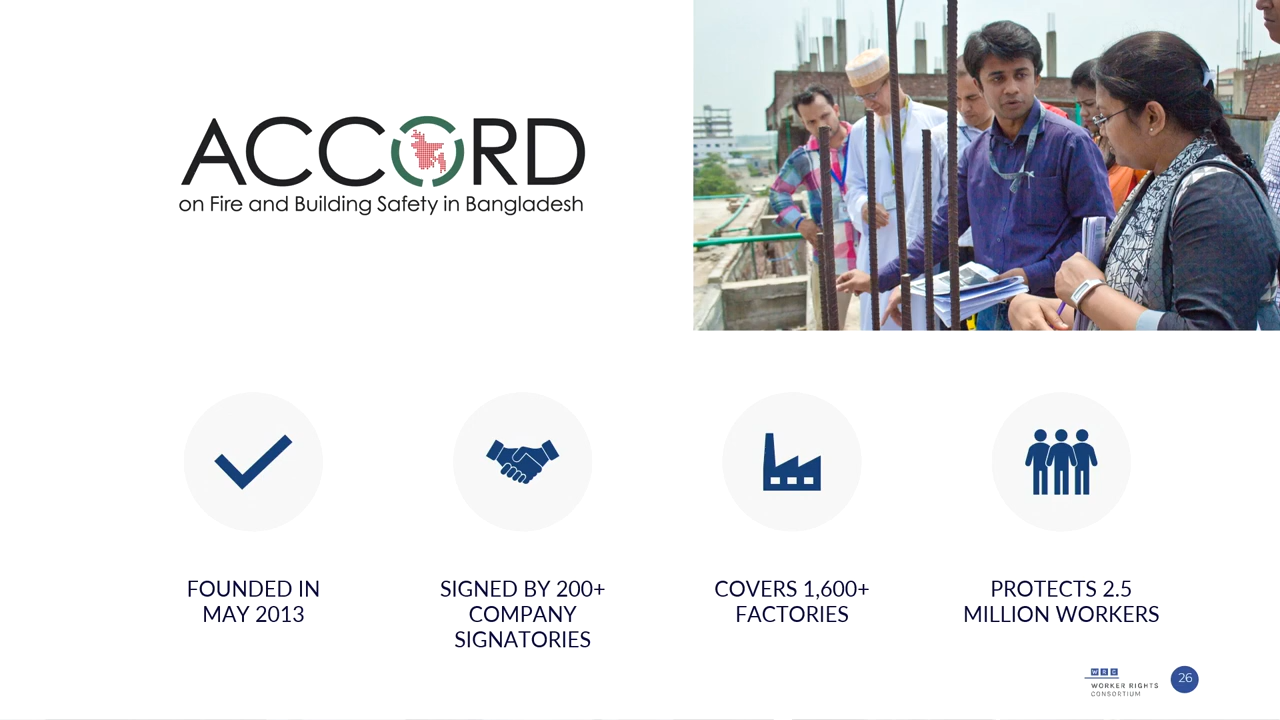 ACCORD
on Fire and Building Safety in Bangladesh
FOUNDED IN
MAY 2013
SIGNED BY 200+
COMPANY
SIGNATORIES
COVERS 1,600+
FACTORIES
PROTECTS 2.5
MILLION WORKERS
WRC
WORKER RIGHTS
CONSORTIUM
26